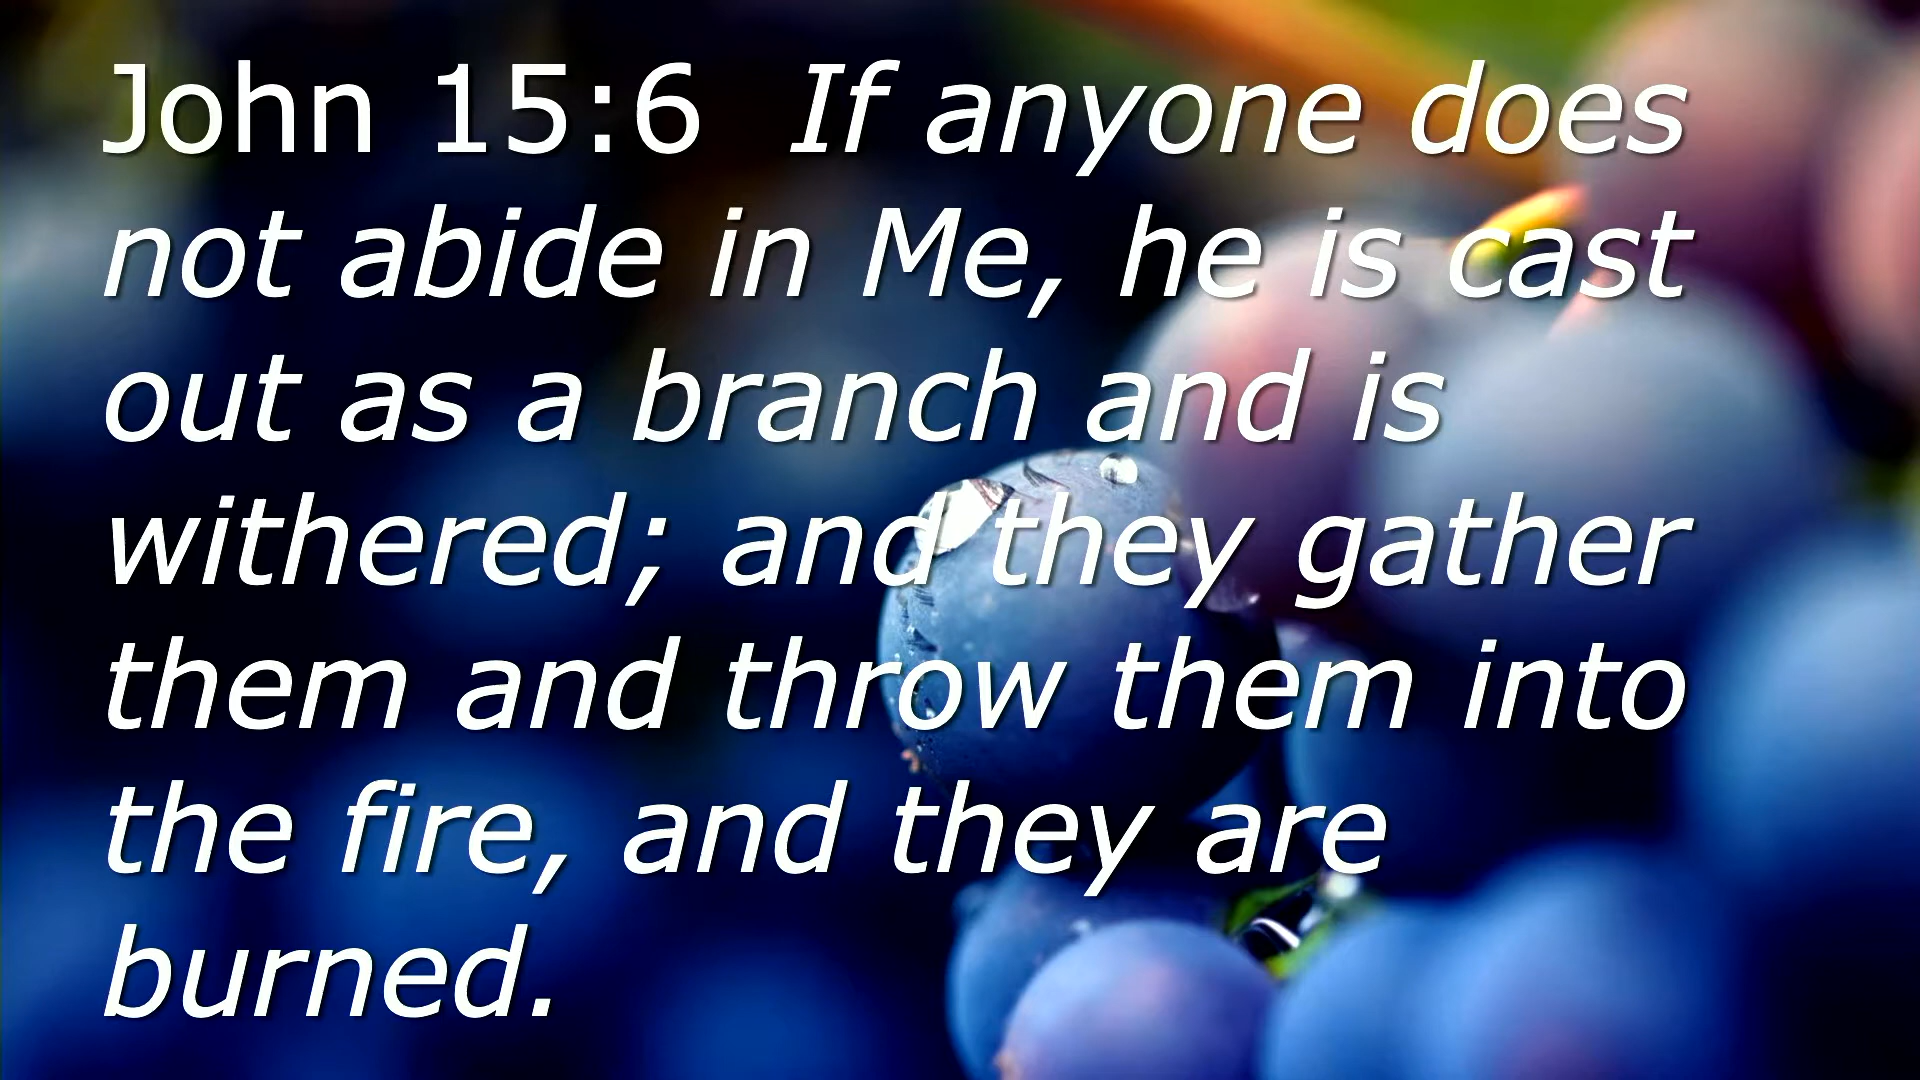 John 15:6  If anyone does
not abide in Me, he is cast
out as a branch and is
withered; and they gather
them and throw them into
the fire, and they are
burned.